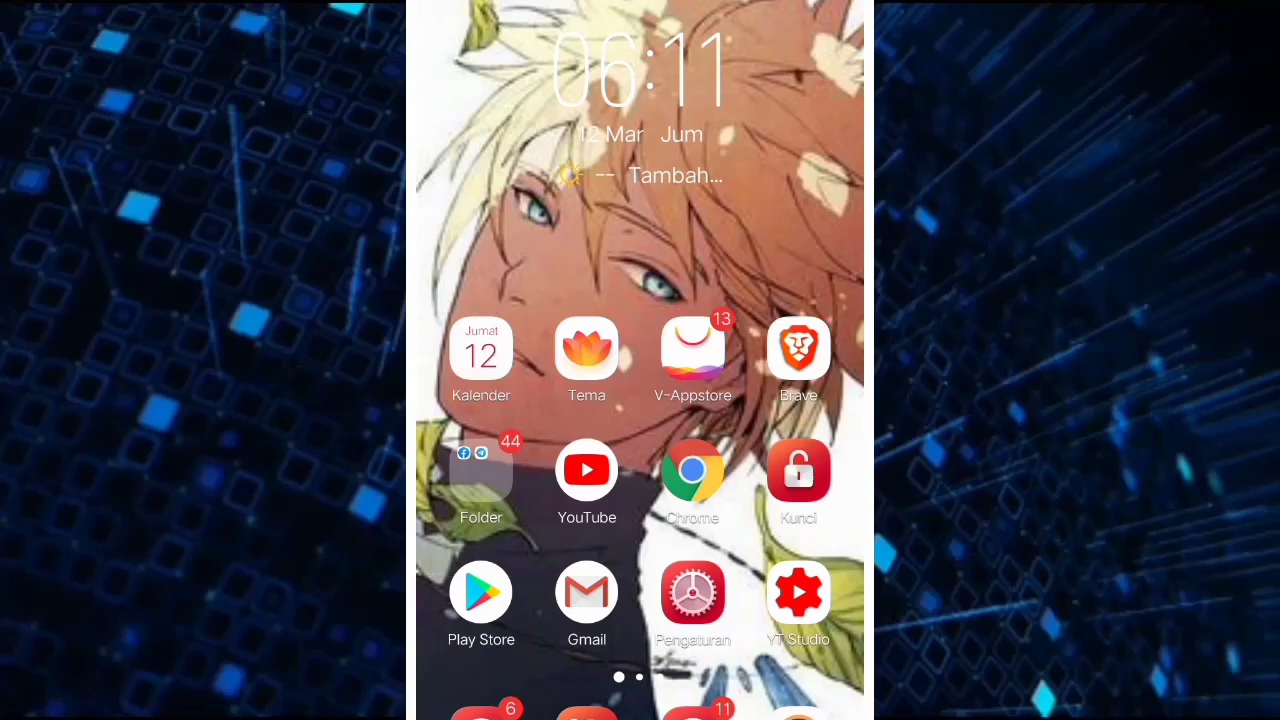 06:11
12 Mar Jum
-- Tambah...
13
Jumat
12
Kalender Tema V-Appstore Brave
44
Folder YouTube Chrome Kunci
Play Store Gmail Pengaturan YT Studio
6 11